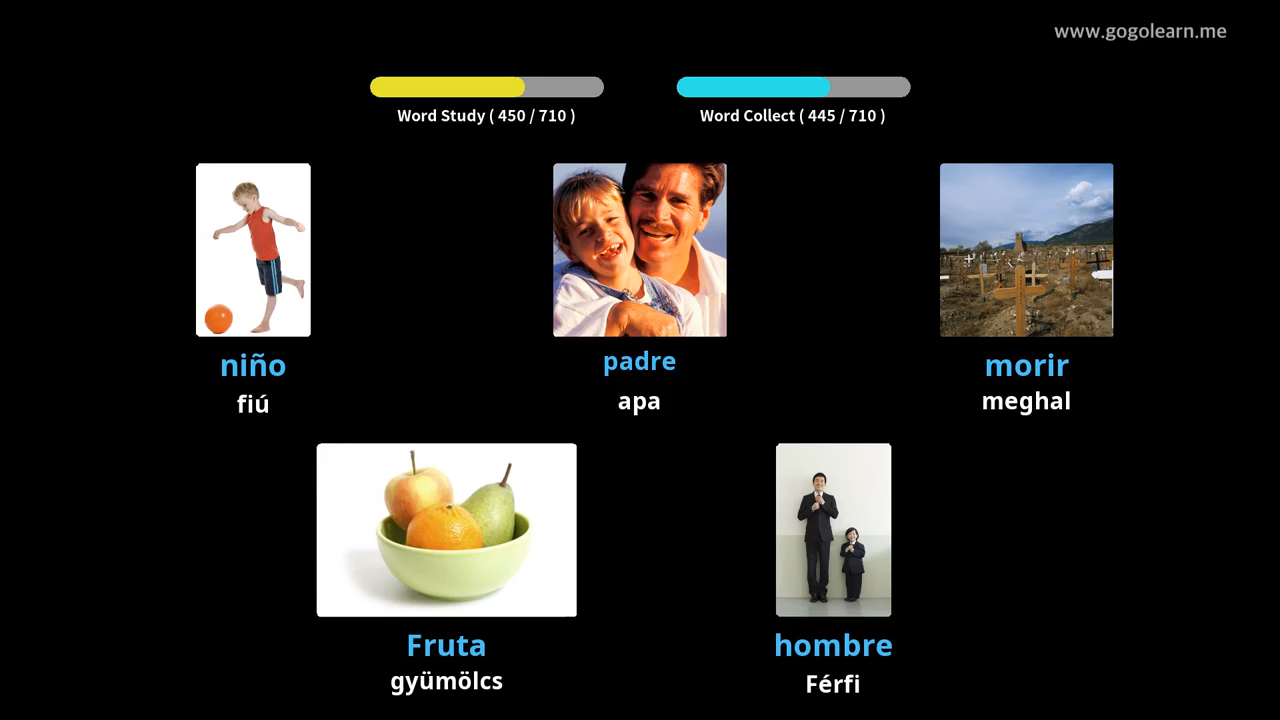 www.gogolearn.me
Word Study ( 450 / 710 )
Word Collect ( 445 / 710 )
niño
fiú
padre
apa
morir
meghal
Fruta
gyümölcs
hombre
Férfi